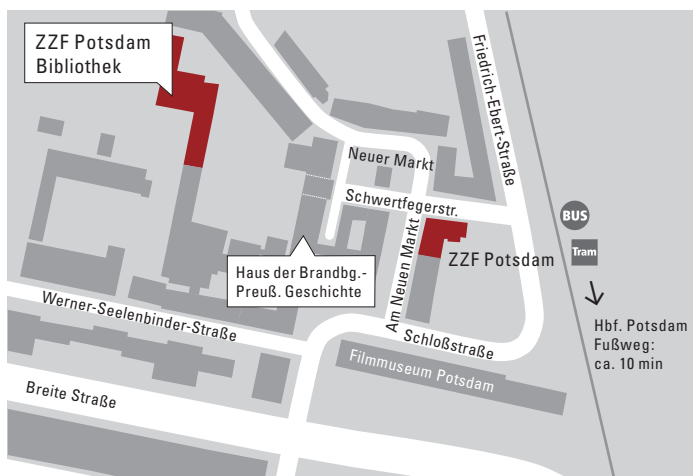 ZZF Potsdam
Bibliothek
Friedrich-Ebert-Straße
Neuer Markt
Schwertfegerstr.
BUS
Tram
ZZF Potsdam
Am Neuen Markt
Haus der Brandbg.-
Preuß. Geschichte
Hbf. Potsdam
Fußweg:
ca. 10 min
Werner-Seelenbinder-Straße
Schloßstraße
Filmmuseum Potsdam
Breite Straße